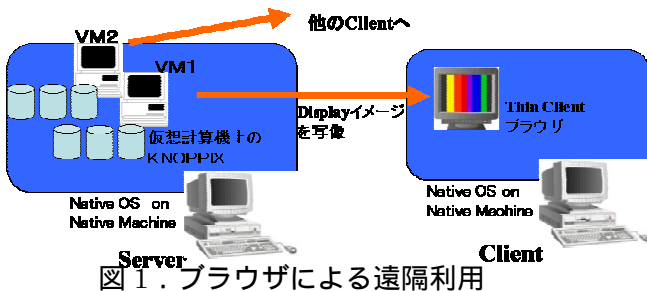 他のClientへ
VM2
VM1
Displayイメージ
を写像
Thin Client
ブラウザ
仮想計算機上の
KNOPPIX
Native OS on
Native Machine
Native OS on
Native Machine
Server
Client
図1．ブラウザによる遠隔利用